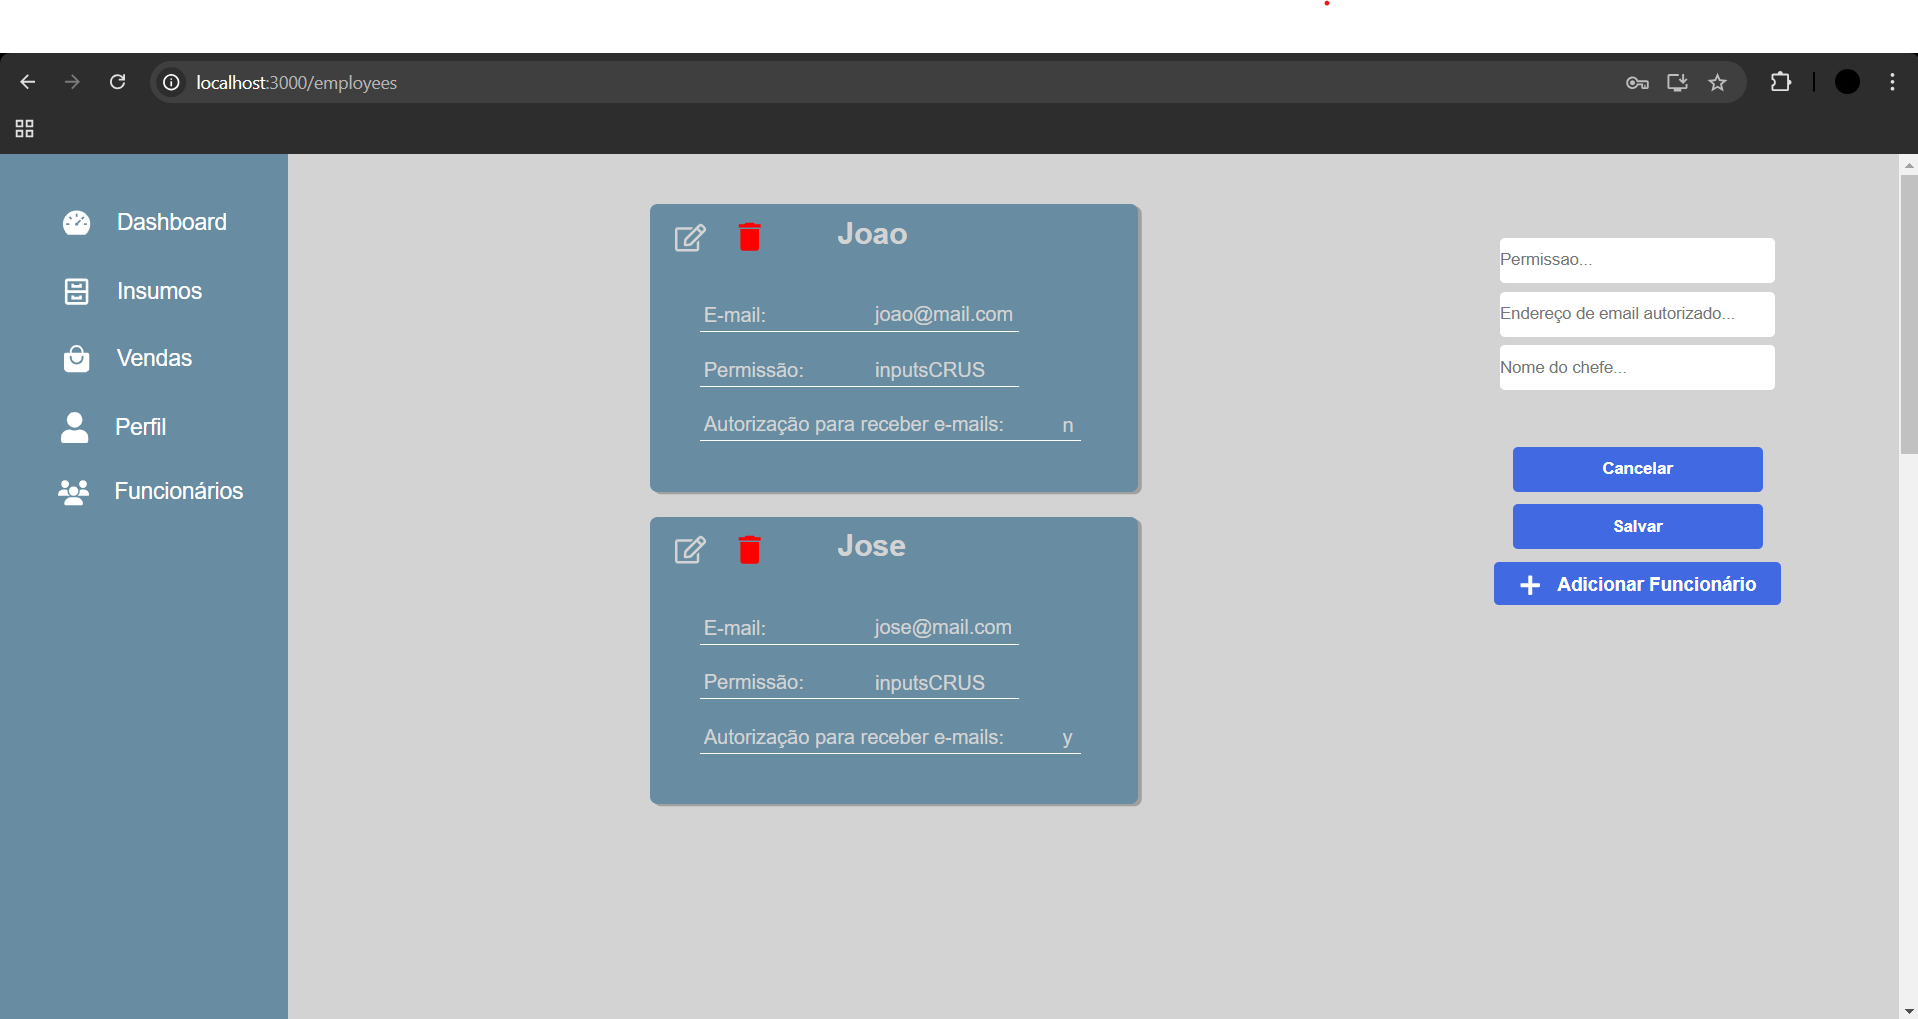 localhost:3000/employees
Dashboard
Insumos
Vendas
Perfil
Funcionários
Joao
E-mail: joao@mail.com
Permissão: inputsCRUS
Autorização para receber e-mails: n
Jose
E-mail: jose@mail.com
Permissão: inputsCRUS
Autorização para receber e-mails: y
Permissao...
Endereço de email autorizado...
Nome do chefe...
Cancelar
Salvar
Adicionar Funcionário